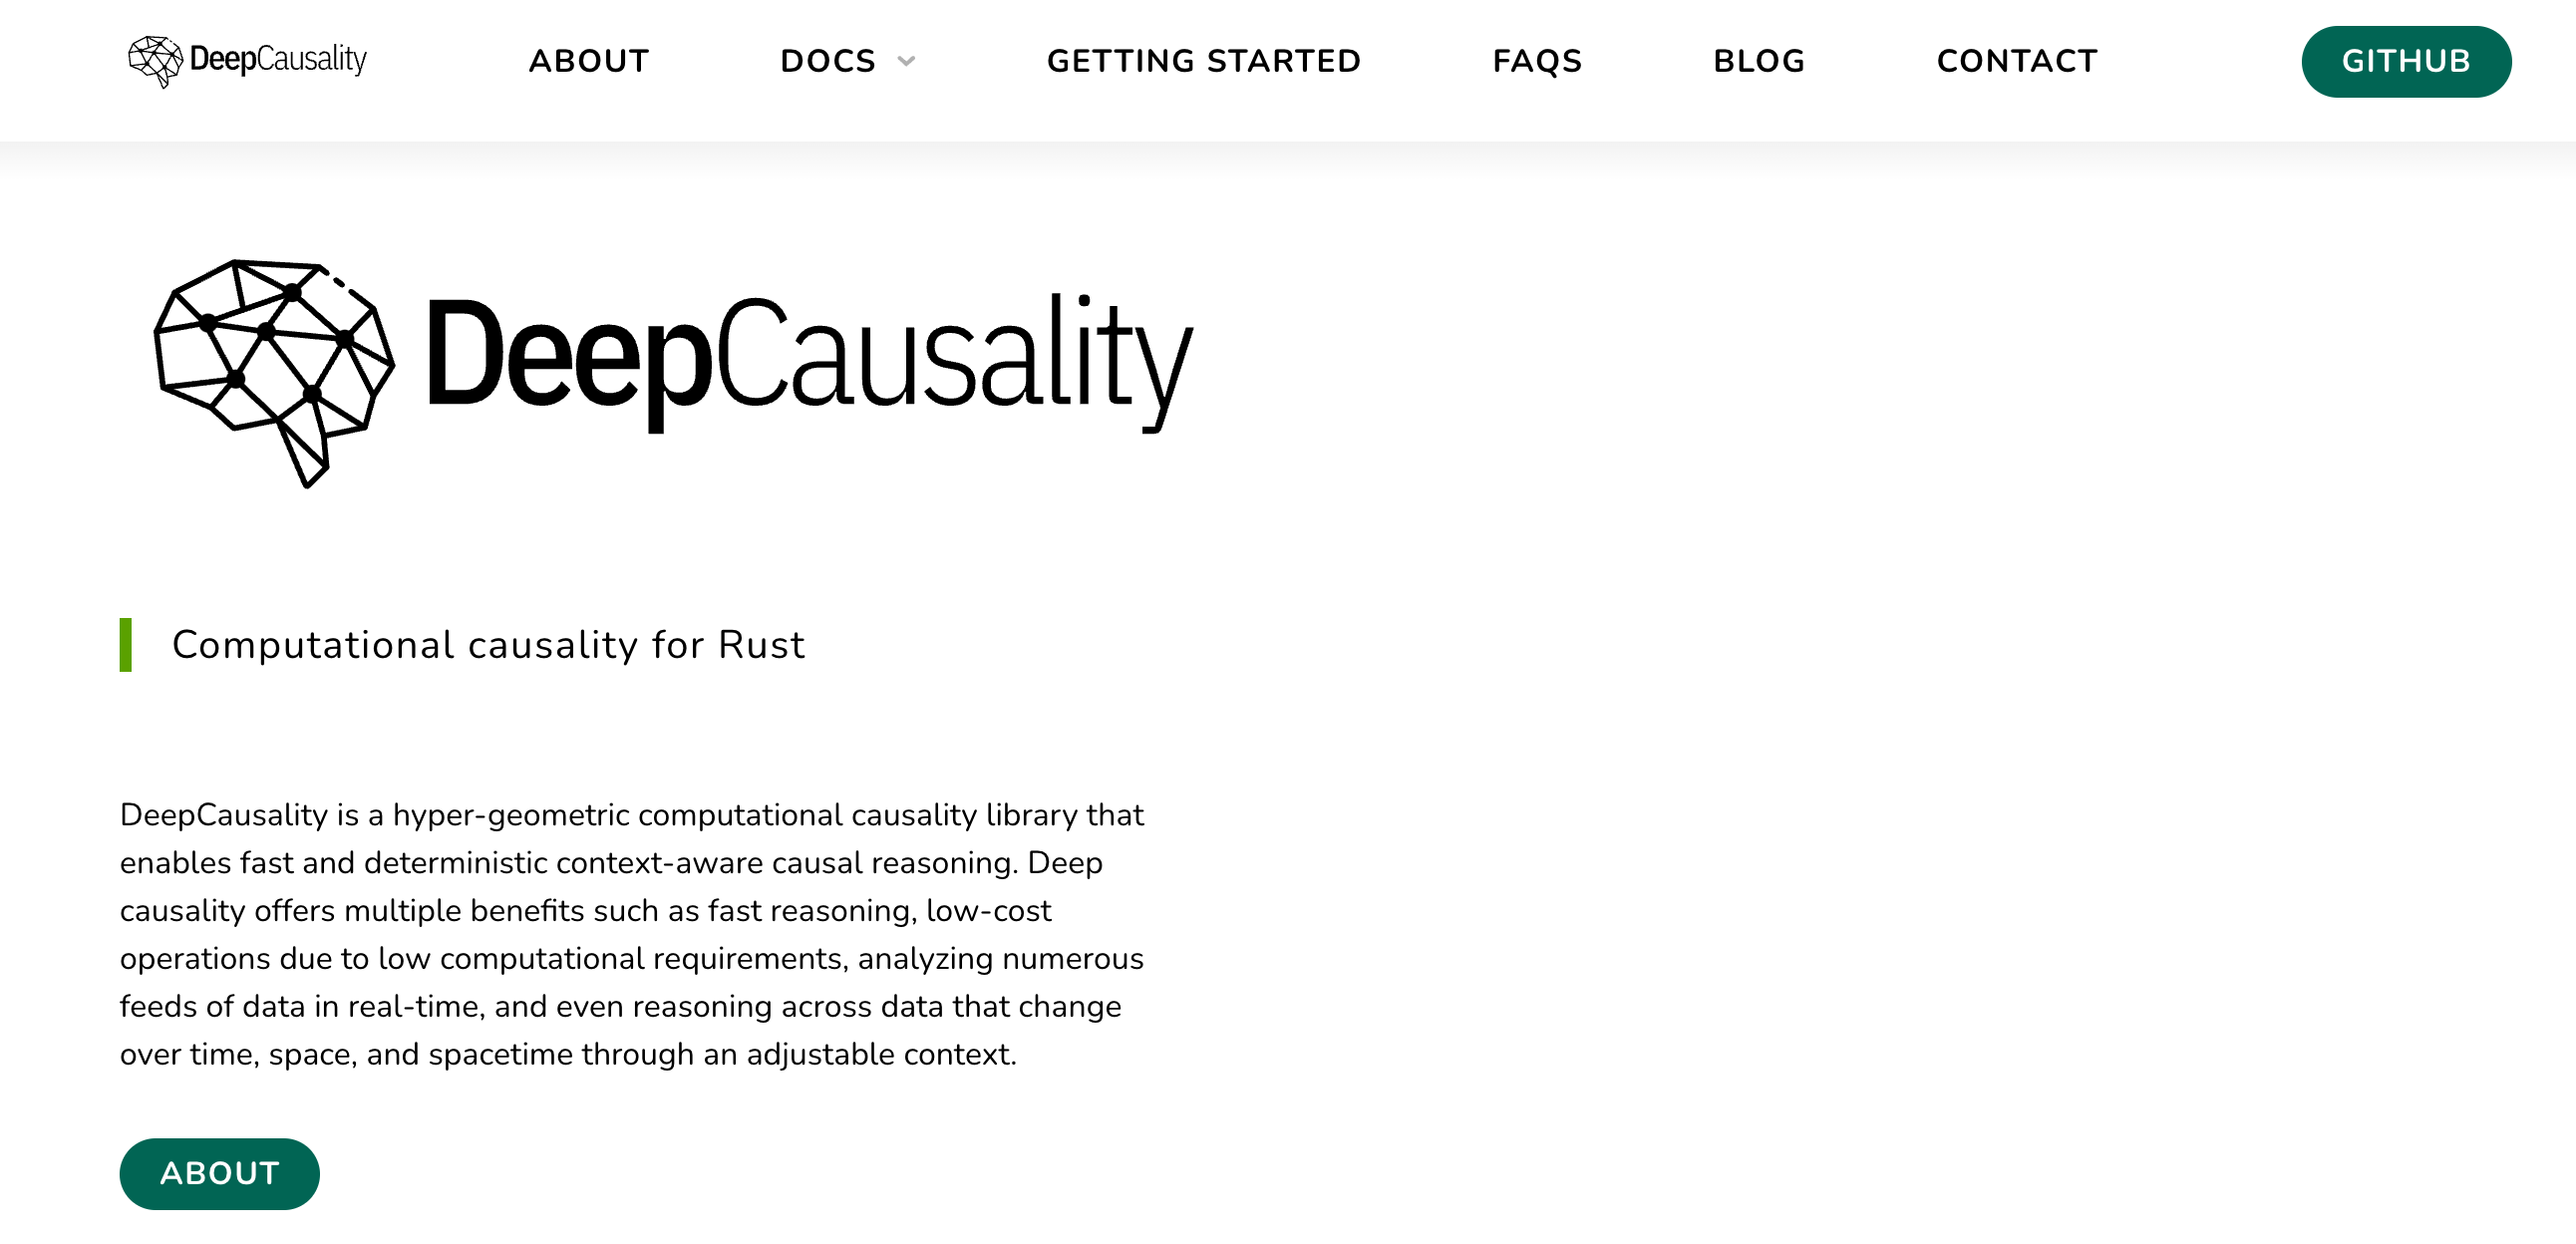 DeepCausality
ABOUT
DOCS
GETTING STARTED
FAQS
BLOG
CONTACT
GITHUB
DeepCausality
Computational causality for Rust
DeepCausality is a hyper-geometric computational causality library that
enables fast and deterministic context-aware causal reasoning. Deep
causality offers multiple benefits such as fast reasoning, low-cost
operations due to low computational requirements, analyzing numerous
feeds of data in real-time, and even reasoning across data that change
over time, space, and spacetime through an adjustable context.
ABOUT